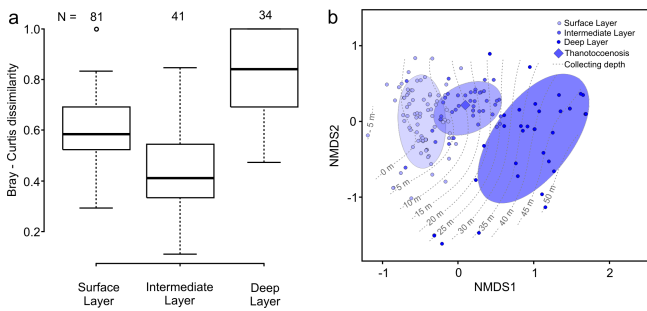 a
N = 81 41 34
Bray - Curtis dissimilarity
1.0
0.8
0.6
0.4
0.2
Surface
Layer
Intermediate
Layer
Deep
Layer
b
Surface Layer
Intermediate Layer
Deep Layer
Thanotocoenosis
Collecting depth
NMDS2
1
0
-1
- 5 m
-0 m
-5 m
-10 m
-15 m
-20 m
-25 m
-30 m
-35 m
-40 m
-45 m
-50 m
-1 0 1 2
NMDS1